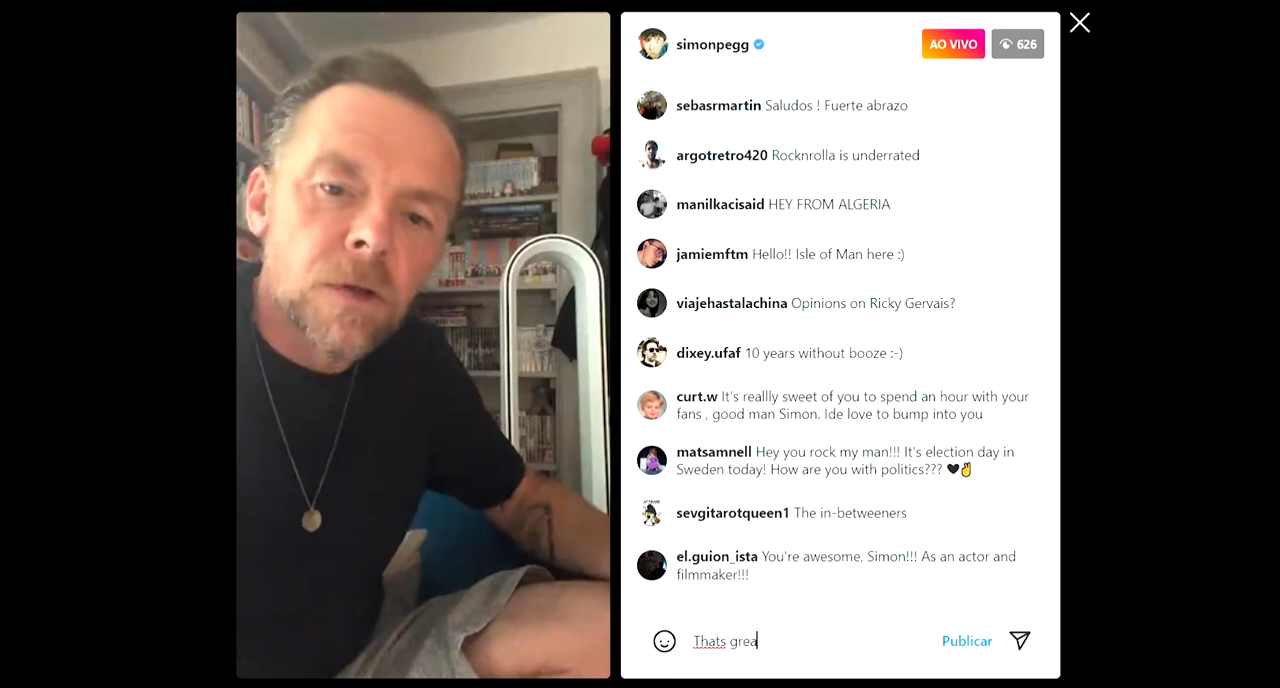 simonpegg
AO VIVO
626
sebasrmartin Saludos ! Fuerte abrazo
argotretro420 Rocknrolla is underrated
manilkacisaid HEY FROM ALGERIA
jamiemftm Hello!! Isle of Man here :)
viajehastalachina Opinions on Ricky Gervais?
dixey.ufaf 10 years without booze :-)
curt.w It's reallly sweet of you to spend an hour with your
fans , good man Simon. Ide love to bump into you
matsamnell Hey you rock my man!!! It's election day in
Sweden today! How are you with politics??? 🖤✌
sevgitarotqueen1 The in-betweeners
el.guion_ista You're awesome, Simon!!! As an actor and
filmmaker!!!
Thats grea
Publicar